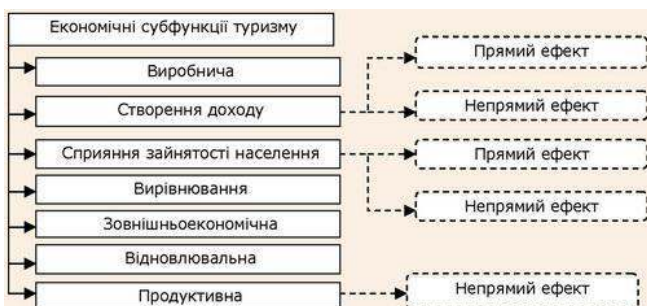 Економічні субфункції туризму
Прямий ефект
Виробнича
Створення доходу
Непрямий ефект
Сприяння зайнятості населення
Прямий ефект
Вирівнювання
Непрямий ефект
Зовнішньоекономічна
Відновлювальна
Продуктивна
Непрямий ефект